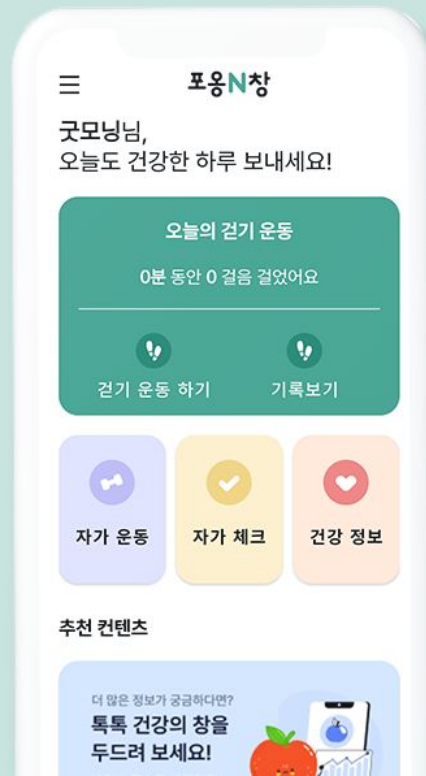 포옹N창
굿모닝님,
오늘도 건강한 하루 보내세요!
오늘의 걷기 운동
0분 동안 0 걸음 걸었어요
걷기 운동 하기 기록보기
자가 운동 자가 체크 건강 정보
추천 컨텐츠
더 많은 정보가 궁금하다면?
톡톡 건강의 창을
두드려 보세요!